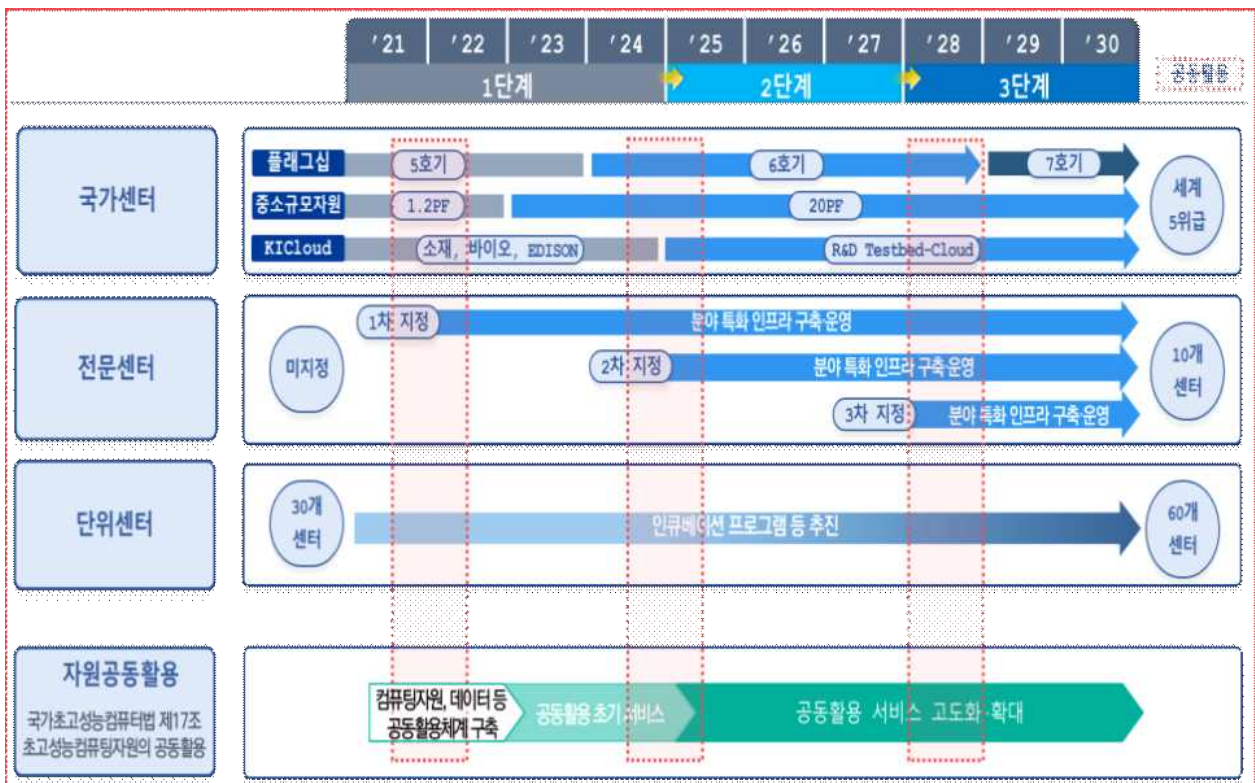 '21 '22 '23 '24 '25 '26 '27 '28 '29 '30
1단계 2단계 3단계
공동활용
국가센터
플래그십 5호기 6호기 7호기
중소규모자원 1.2PF 20PF
KICloud 소재, 바이오, EDISON R&D Testbed-Cloud
세계
5위급
전문센터
미지정
1차 지정 분야 특화 인프라 구축·운영
2차 지정 분야 특화 인프라 구축·운영
3차 지정 분야 특화 인프라 구축·운영
10개
센터
단위센터
30개
센터
인큐베이션 프로그램 등 추진
60개
센터
자원공동활용
국가초고성능컴퓨터법 제17조
초고성능컴퓨팅자원의 공동활용
컴퓨팅자원, 데이터 등
공동활용체계 구축
공동활용 초기 서비스
공동활용 서비스 고도화·확대